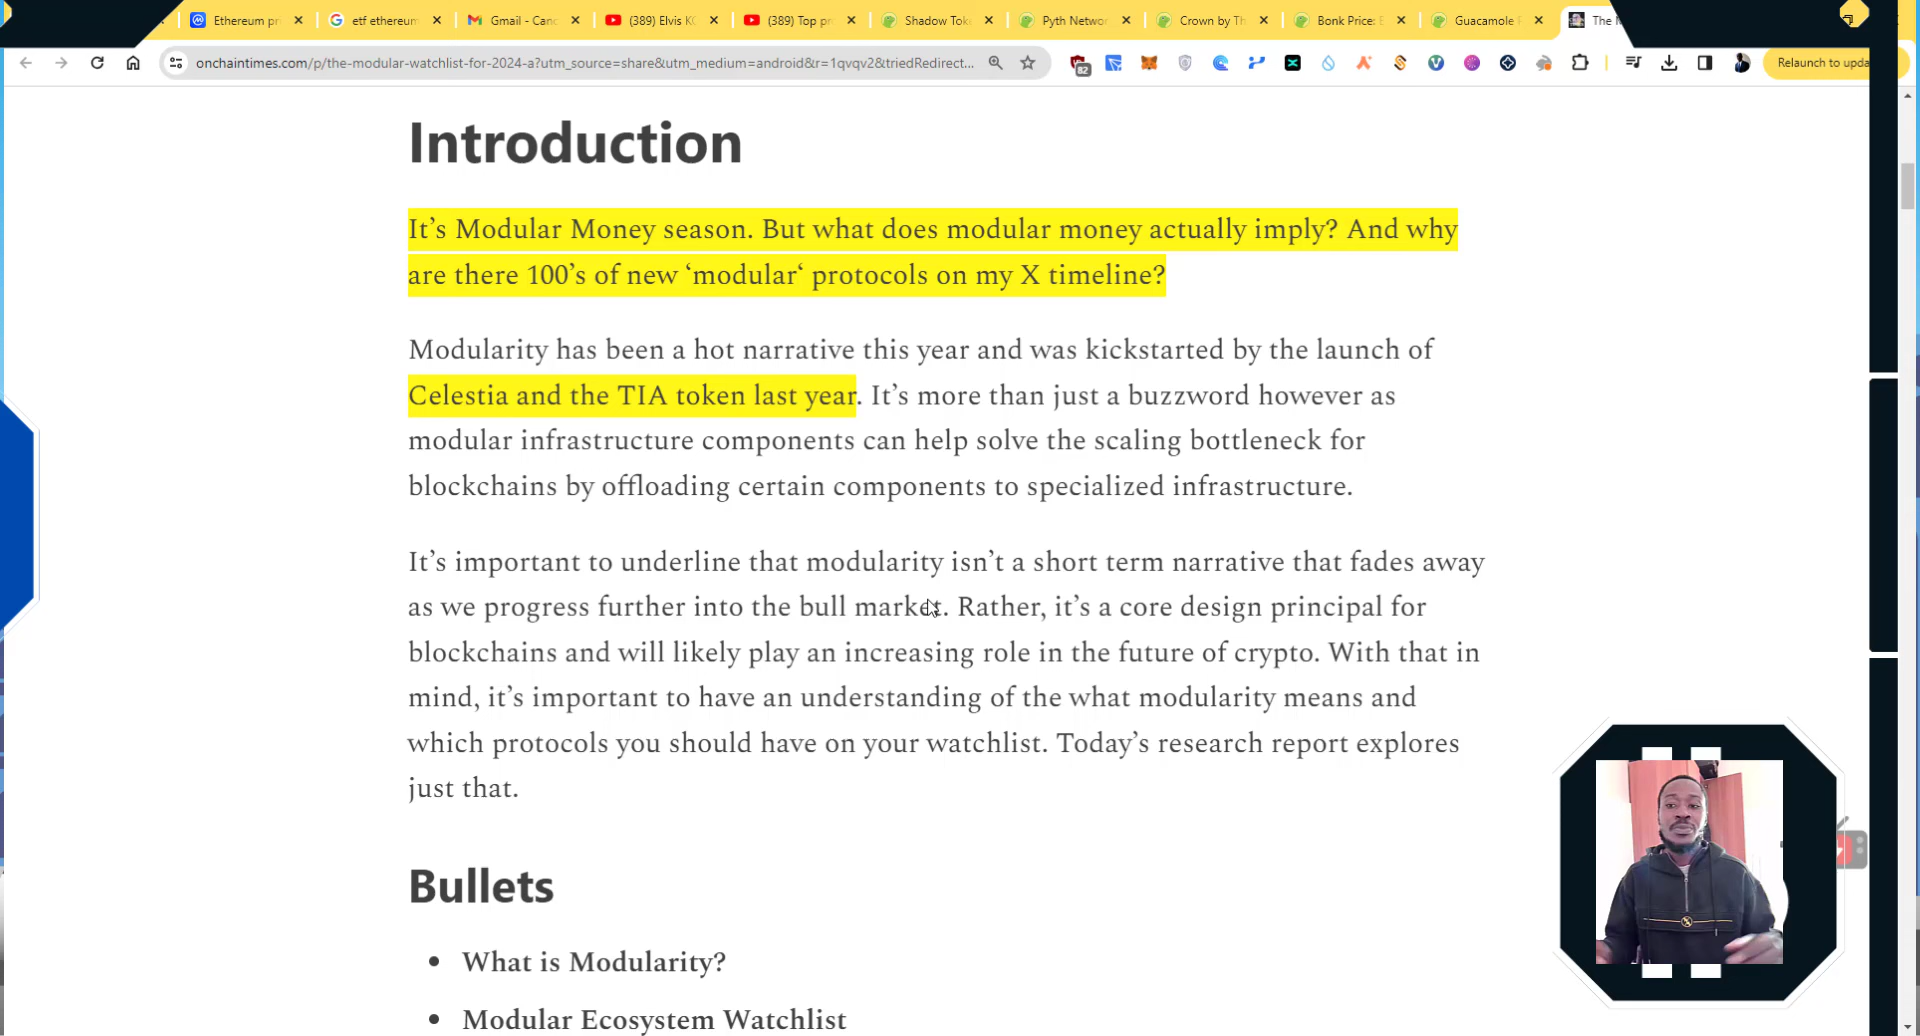 Ethereum pri
etf ethereum
Gmail - Canc
(389) Elvis KO
(389) Top pr
Shadow Tok
Pyth Networ
Crown by Th
Bonk Price: B
Guacamole F
onchaintimes.com/p/the-modular-watchlist-for-2024-a?utm_source=share&utm_medium=android&r=1qvqv2&triedRedirect...
82
Relaunch to upda
Introduction
It’s Modular Money season. But what does modular money actually imply? And why
are there 100’s of new ‘modular‘ protocols on my X timeline?
Modularity has been a hot narrative this year and was kickstarted by the launch of
Celestia and the TIA token last year. It’s more than just a buzzword however as
modular infrastructure components can help solve the scaling bottleneck for
blockchains by offloading certain components to specialized infrastructure.
It’s important to underline that modularity isn’t a short term narrative that fades away
as we progress further into the bull market. Rather, it’s a core design principal for
blockchains and will likely play an increasing role in the future of crypto. With that in
mind, it’s important to have an understanding of the what modularity means and
which protocols you should have on your watchlist. Today’s research report explores
just that.
Bullets
• What is Modularity?
• Modular Ecosystem Watchlist